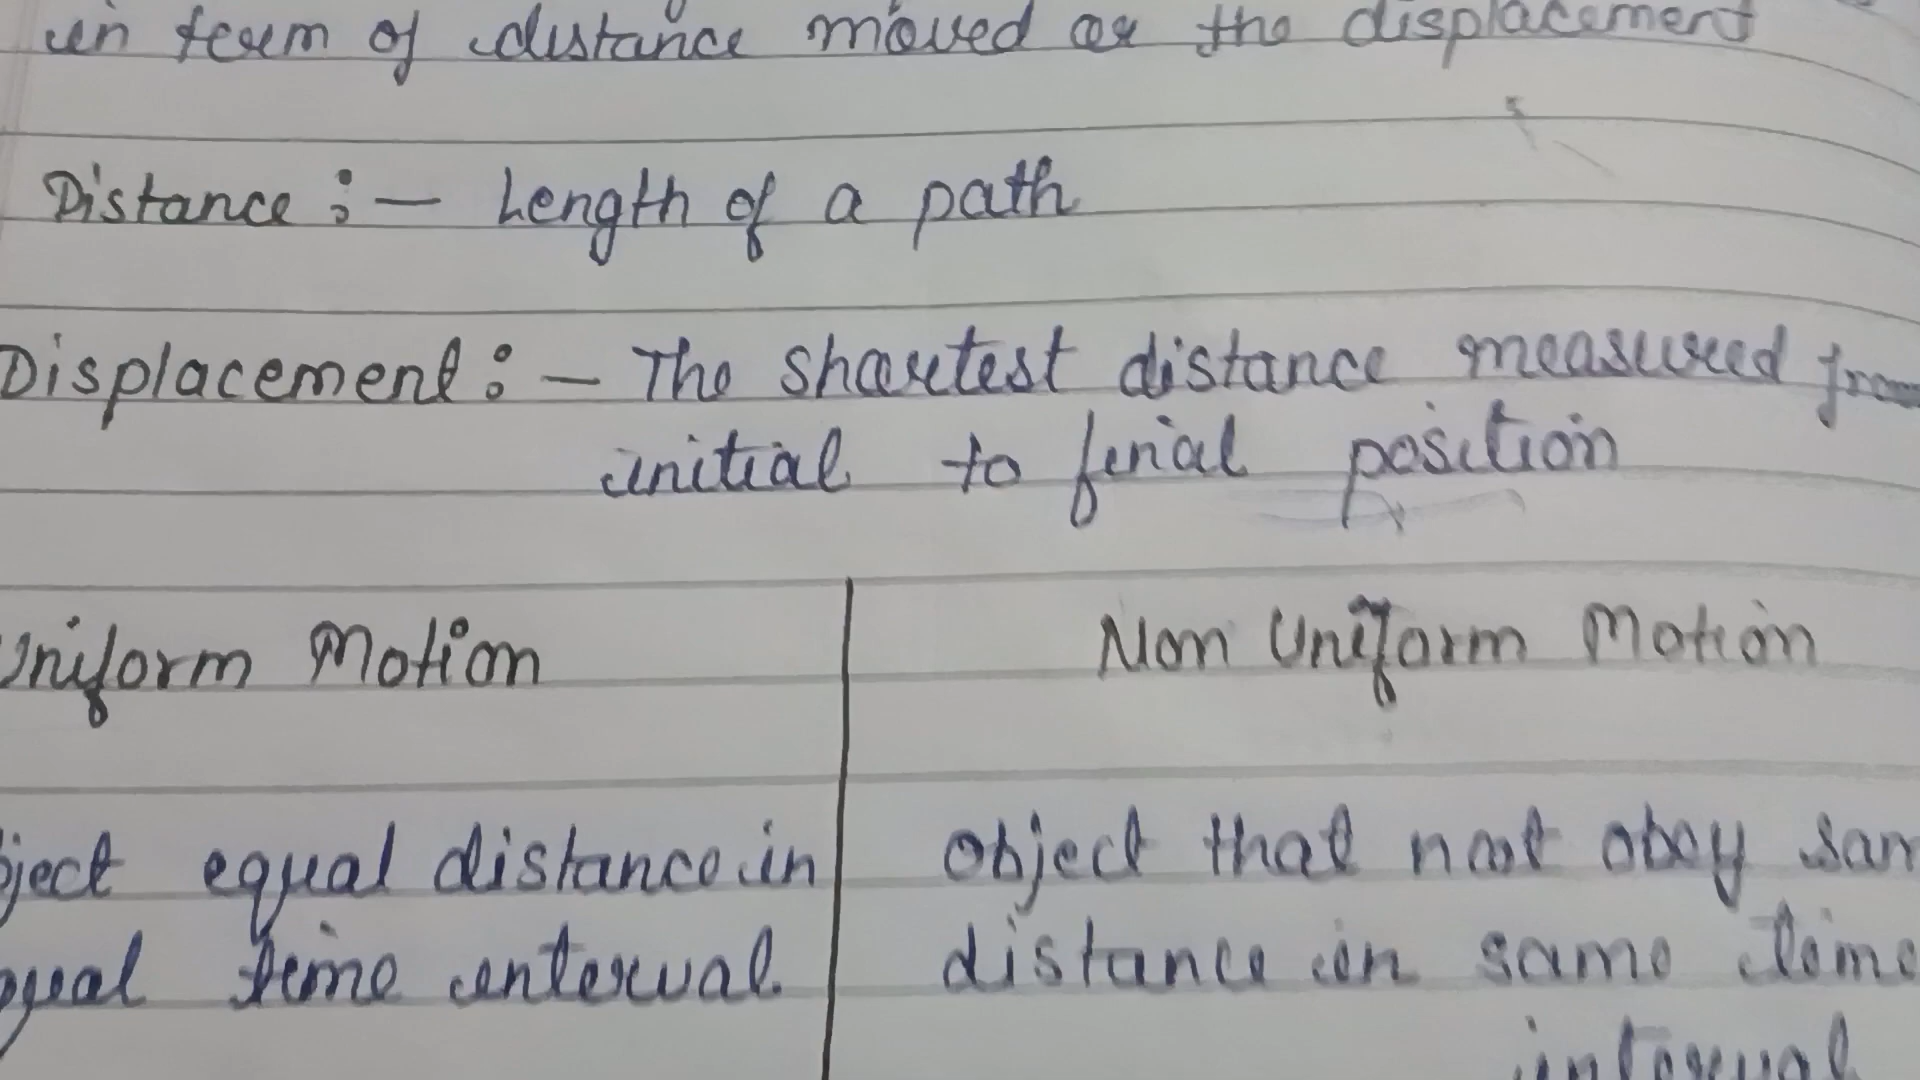 in term of distance moved or the displacement
Distance :- Length of a path
Displacement :- The shortest distance measured from
initial to final position
Uniform Motion
Non Uniform Motion
equal distance in
time interval
object that not obey
distance in same time
interval